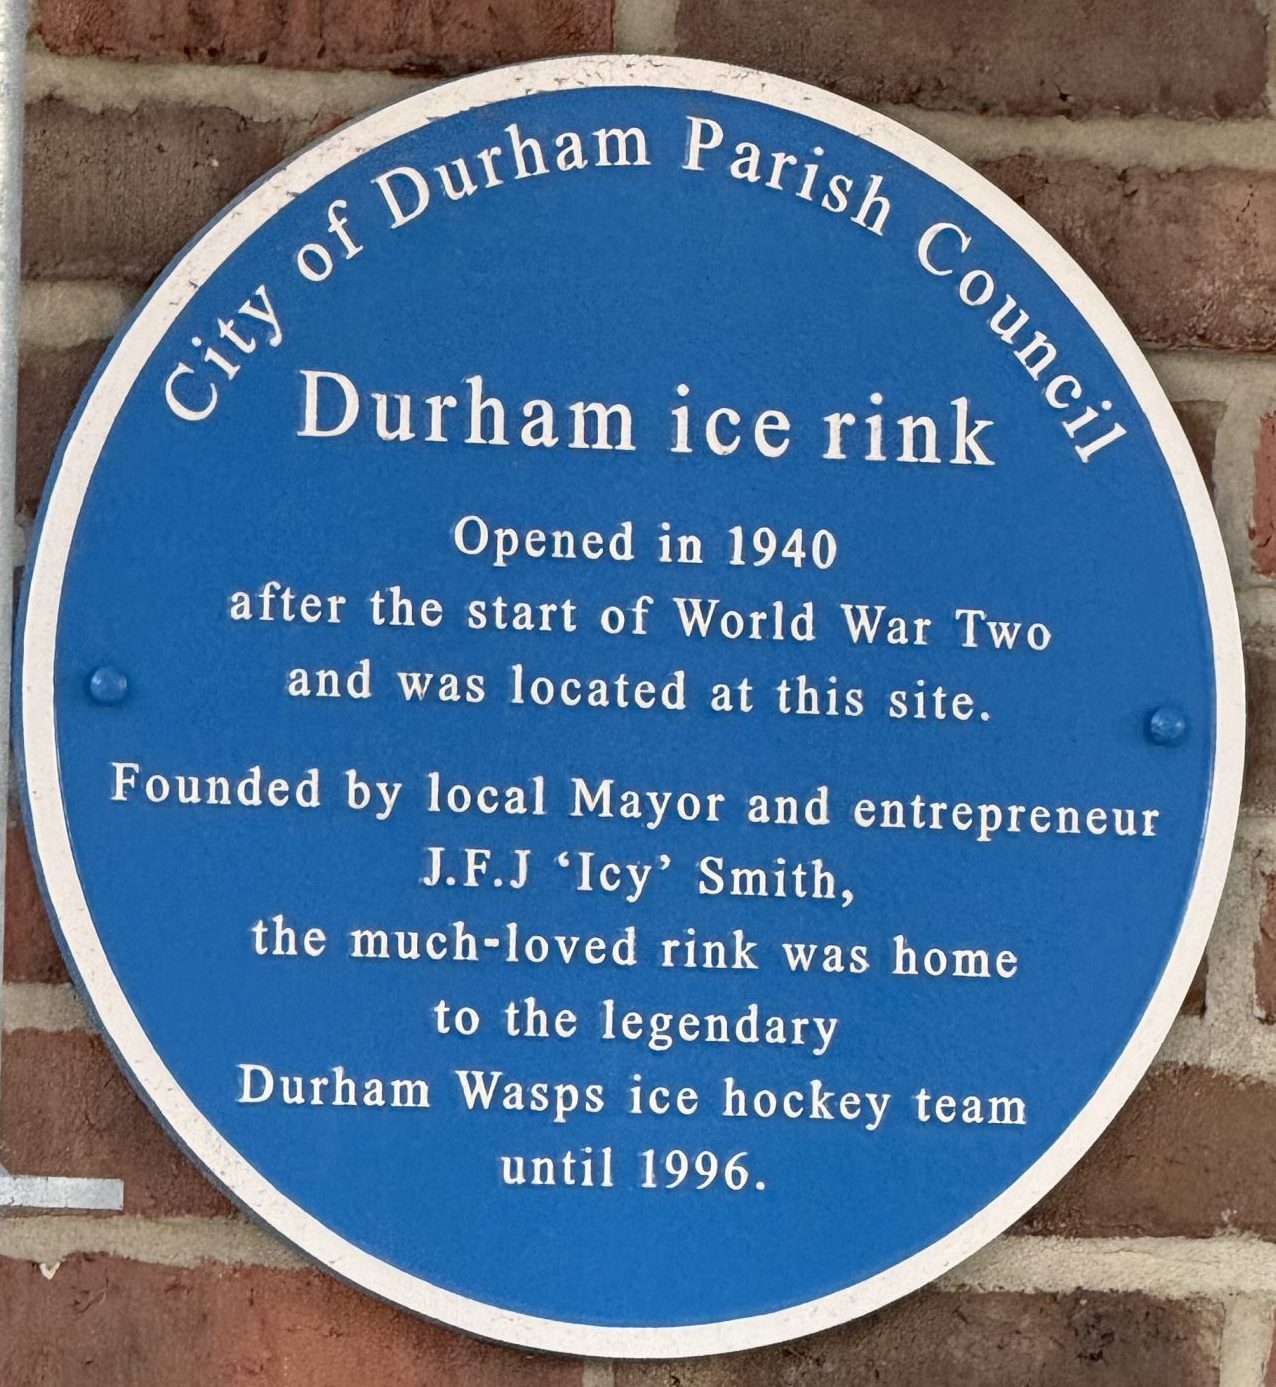 City of Durham Parish Council
Durham ice rink
Opened in 1940
after the start of World War Two
and was located at this site.
Founded by local Mayor and entrepreneur
J.F.J ‘Icy’ Smith,
the much-loved rink was home
to the legendary
Durham Wasps ice hockey team
until 1996.